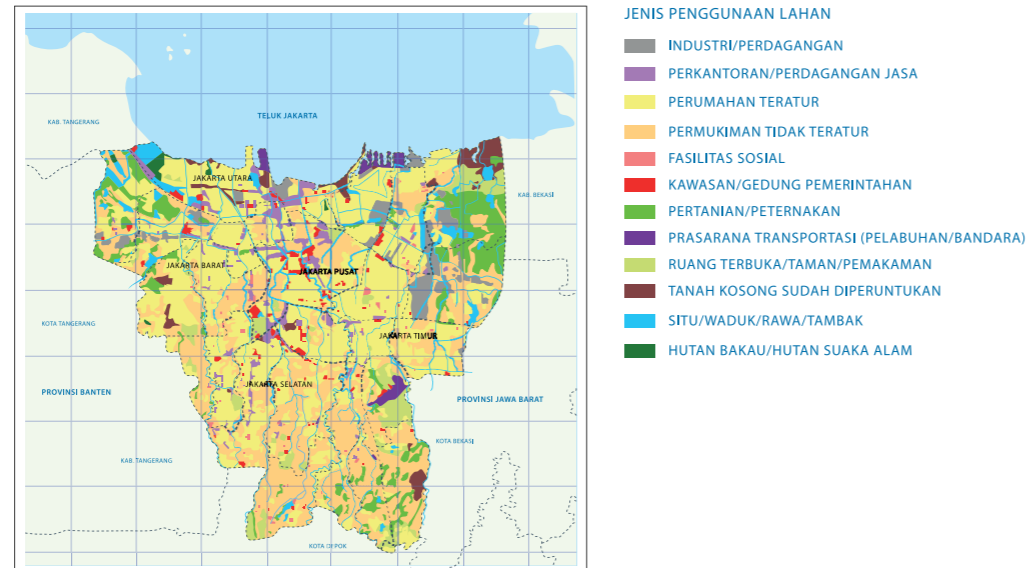 JENIS PENGGUNAAN LAHAN
INDUSTRI/PERDAGANGAN
PERKANTORAN/PERDAGANGAN JASA
PERUMAHAN TERATUR
PERMUKIMAN TIDAK TERATUR
FASILITAS SOSIAL
KAWASAN/GEDUNG PEMERINTAHAN
PERTANIAN/PETERNAKAN
PRASARANA TRANSPORTASI (PELABUHAN/BANDARA)
RUANG TERBUKA/TAMAN/PEMAKAMAN
TANAH KOSONG SUDAH DIPERUNTUKAN
SITU/WADUK/RAWA/TAMBAK
HUTAN BAKAU/HUTAN SUAKA ALAM
TELUK JAKARTA
KAB. TANGERANG
JAKARTA UTARA
KAB. BEKASI
JAKARTA BARAT
JAKARTA PUSAT
KOTA TANGERANG
JAKARTA TIMUR
JAKARTA SELATAN
PROVINSI BANTEN
PROVINSI JAWA BARAT
KOTA BEKASI
KAB. TANGERANG
KOTA DEPOK